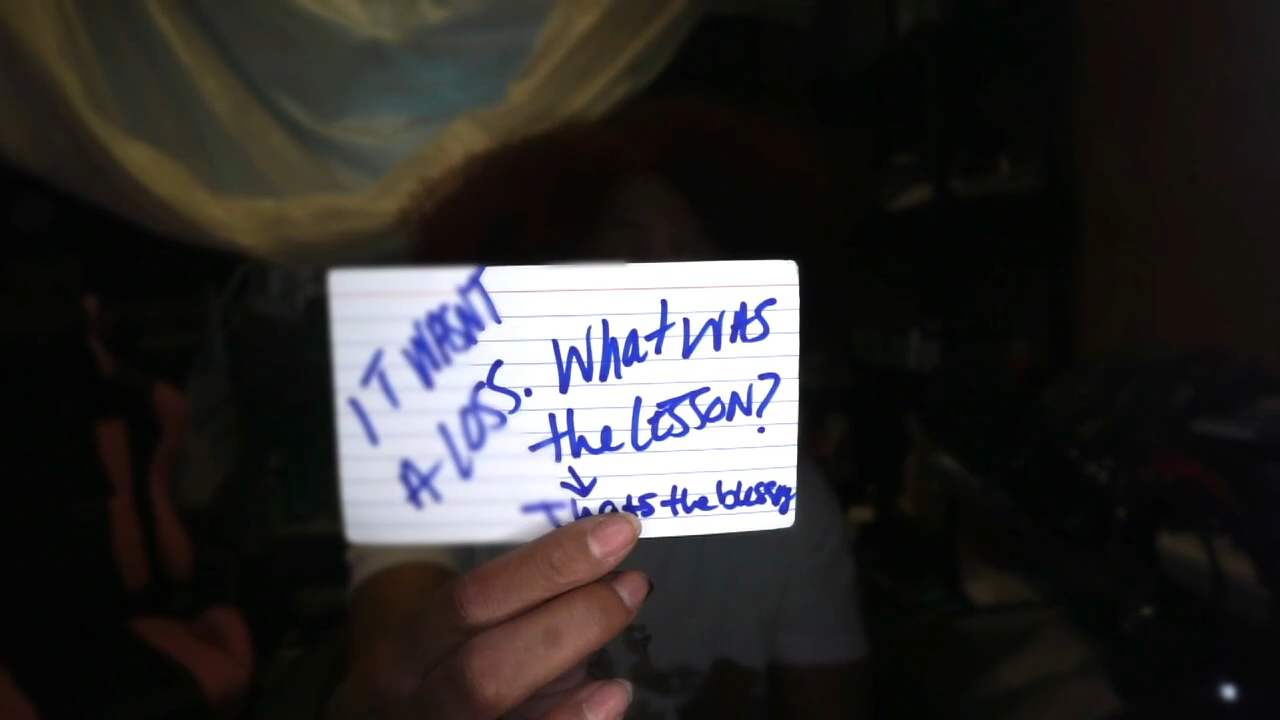 IT WASNT
A LOSS.
What WAS
the LESSON?
↓
Thats the blessing